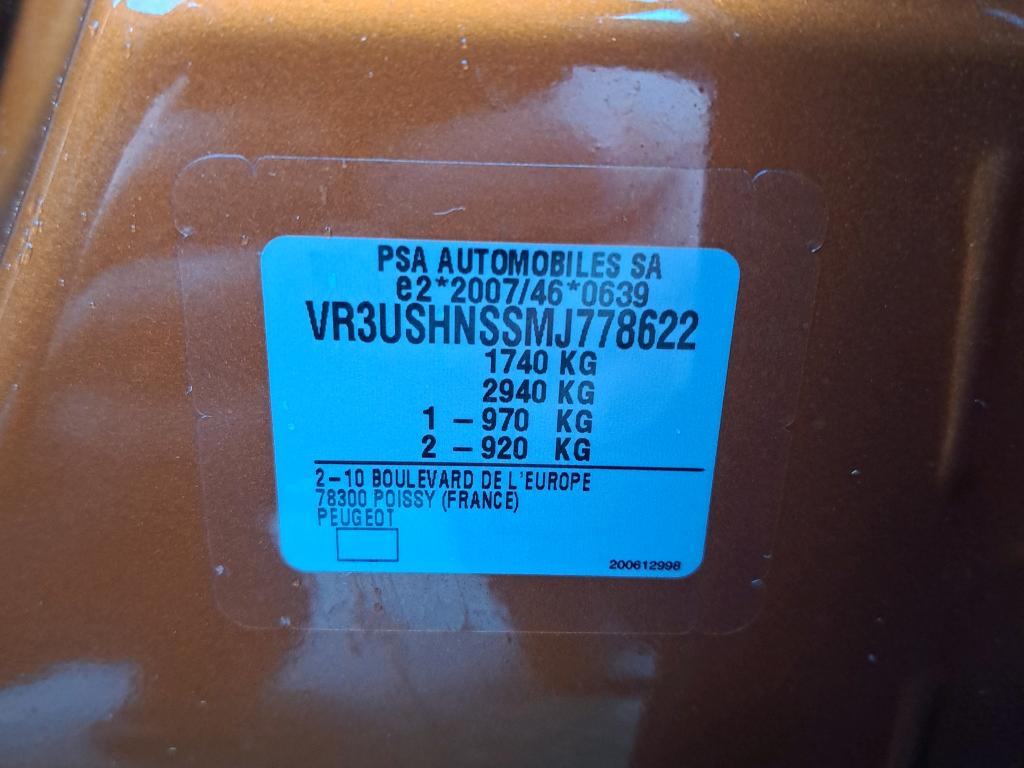 PSA AUTOMOBILES SA
e2*2007/46*0639
VR3USHNSSMJ778622
1740 KG
2940 KG
1 - 970 KG
2 - 920 KG
2-10 BOULEVARD DE L'EUROPE
78300 POISSY (FRANCE)
PEUGEOT
200612998